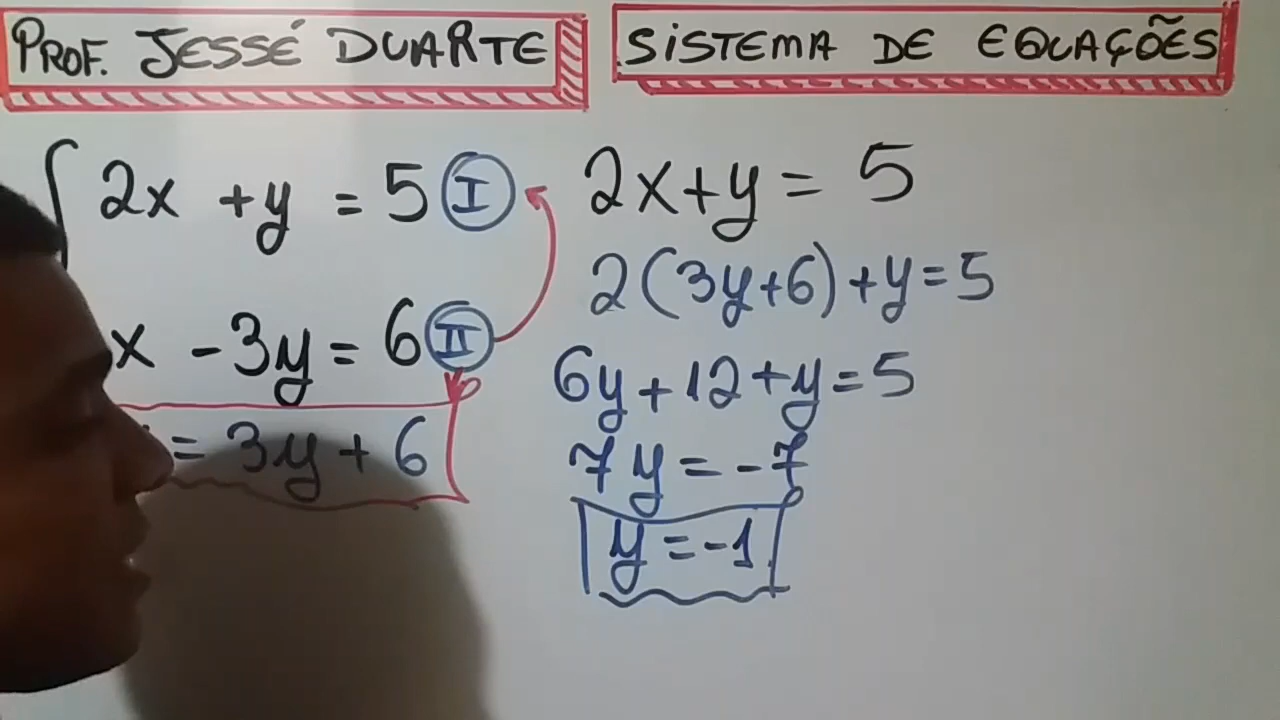 PROF. JESSÉ DUARTE
SISTEMA DE EQUAÇÕES
2x + y = 5 I
x - 3y = 6 II
= 3y + 6
2x + y = 5
2(3y+6) + y = 5
6y + 12 + y = 5
7y = -7
y = -1